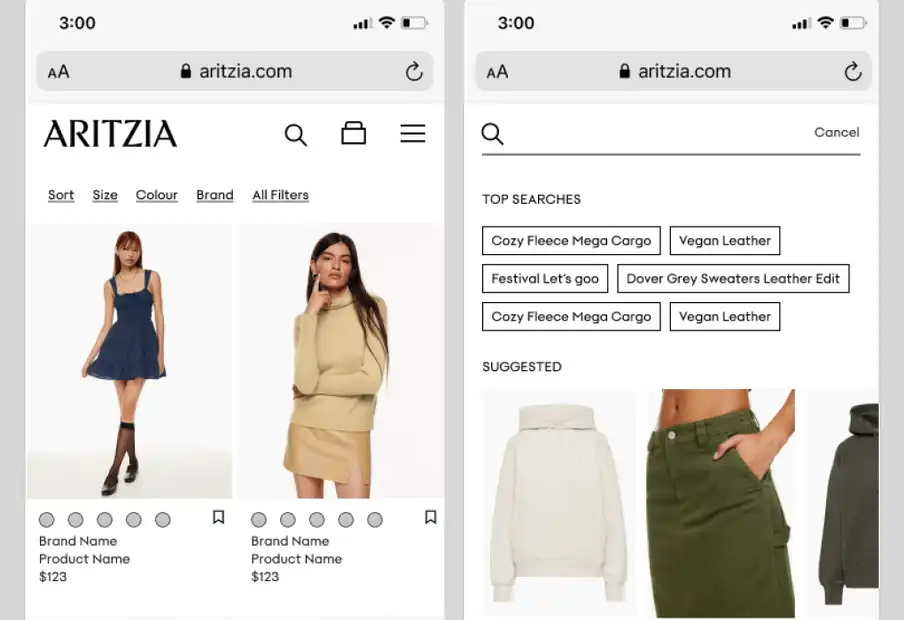 3:00
AA aritzia.com
ARITZIA
Sort Size Colour Brand All Filters
Brand Name
Product Name
$123
Brand Name
Product Name
$123
3:00
AA aritzia.com
Cancel
TOP SEARCHES
Cozy Fleece Mega Cargo Vegan Leather
Festival Let's goo Dover Grey Sweaters Leather Edit
Cozy Fleece Mega Cargo Vegan Leather
SUGGESTED